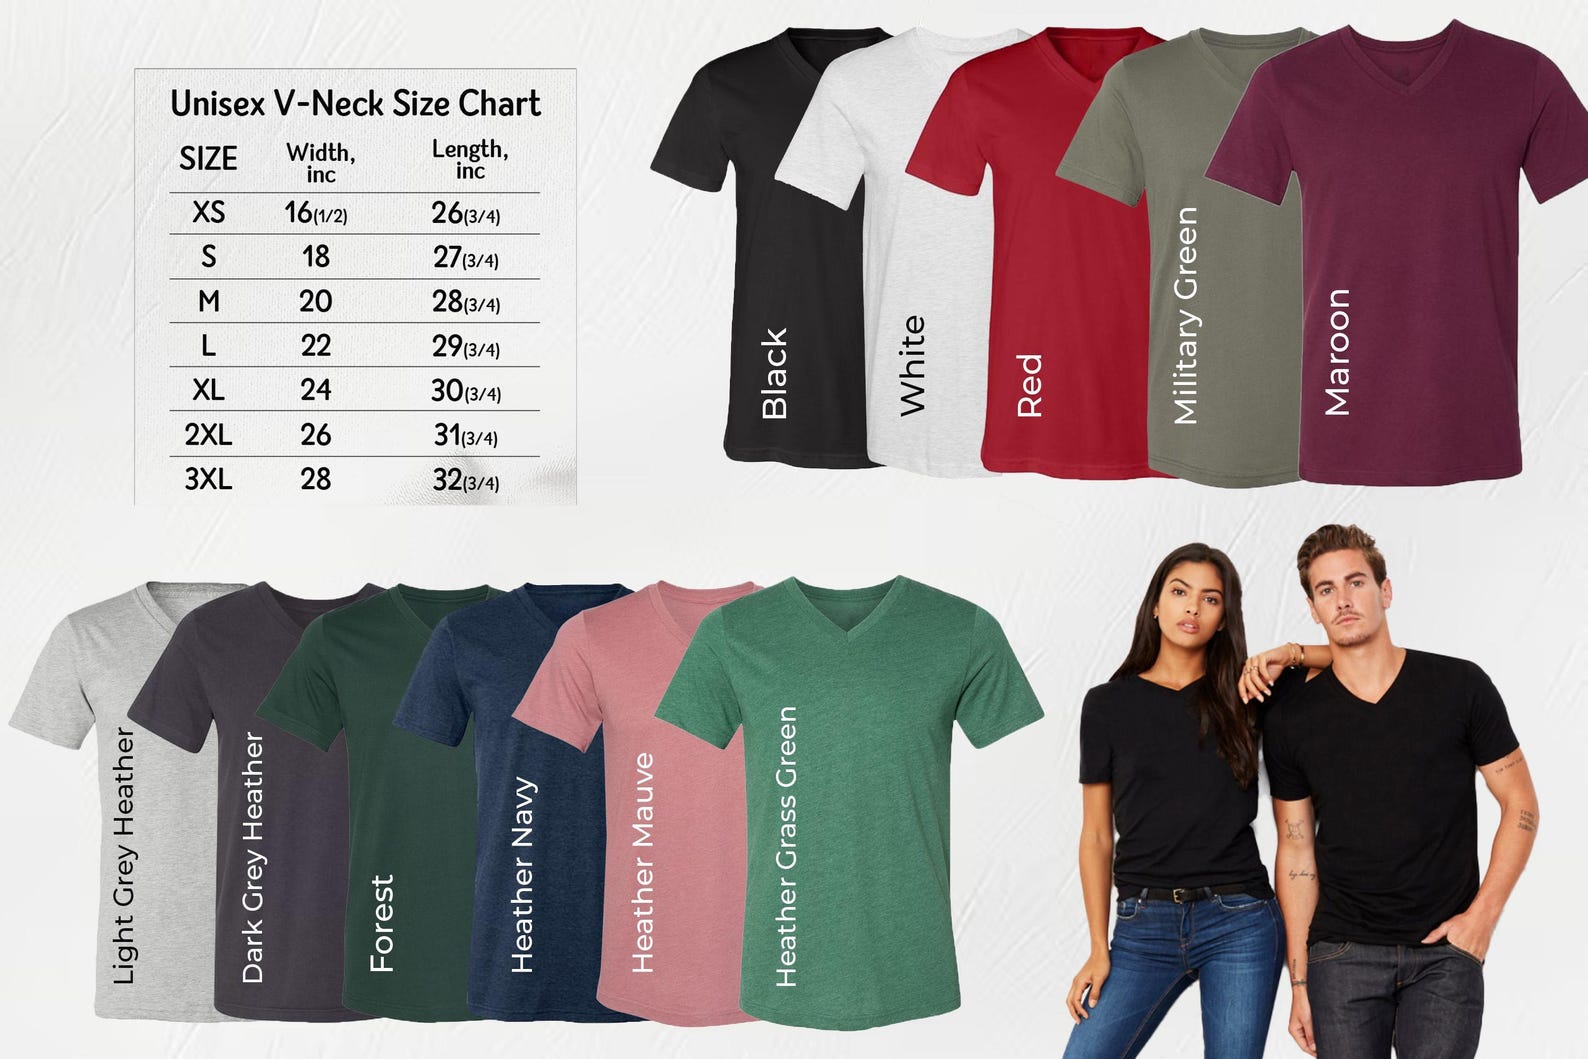 Unisex V-Neck Size Chart
SIZE Width, inc Length, inc
XS 16(1/2) 26(3/4)
S 18 27(3/4)
M 20 28(3/4)
L 22 29(3/4)
XL 24 30(3/4)
2XL 26 31(3/4)
3XL 28 32(3/4)
Black
White
Red
Military Green
Maroon
Light Grey Heather
Dark Grey Heather
Forest
Heather Navy
Heather Mauve
Heather Grass Green